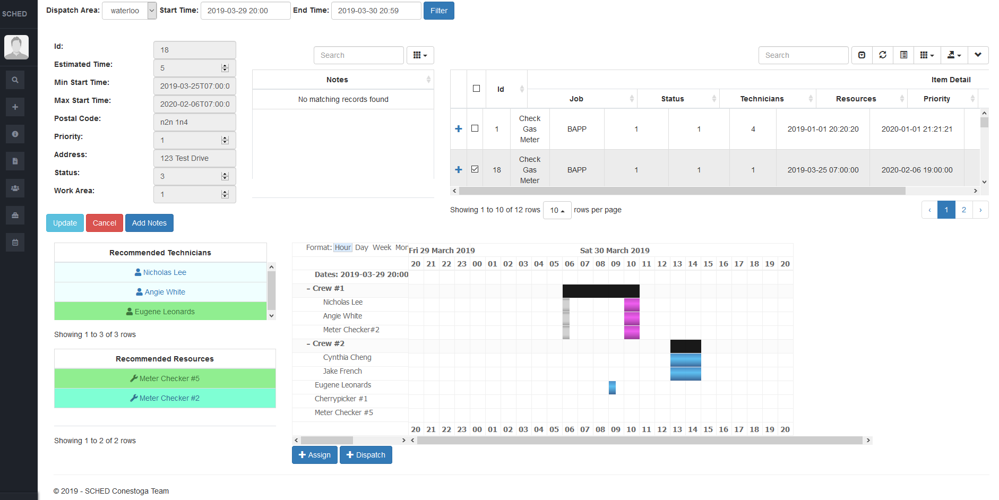 SCHED
Dispatch Area: waterloo Start Time: 2019-03-29 20:00 End Time: 2019-03-30 20:59 Filter
Id: 18
Estimated Time: 5
Min Start Time: 2019-03-25T07:00:0
Max Start Time: 2020-02-06T07:00:0
Postal Code: n2n 1n4
Priority: 1
Address: 123 Test Drive
Status: 3
Work Area: 1
Update Cancel Add Notes
Search
Notes
No matching records found
Search
Id Item Detail
Job Status Technicians Resources Priority
1 Check Gas Meter BAPP 1 1 4 2019-01-01 20:20:20 2020-01-01 21:21:21
18 Check Gas Meter BAPP 1 1 1 2019-03-25 07:00:00 2020-02-06 19:00:00
Showing 1 to 10 of 12 rows 10 rows per page
‹ 1 2 ›
Recommended Technicians
Nicholas Lee
Angie White
Eugene Leonards
Showing 1 to 3 of 3 rows
Recommended Resources
Meter Checker #5
Meter Checker #2
Showing 1 to 2 of 2 rows
Format: Hour Day Week Mon Fri 29 March 2019 Sat 30 March 2019
20 21 22 23 00 01 02 03 04 05 06 07 08 09 10 11 12 13 14 15 16 17 18 19 20
Dates: 2019-03-29 20:00
– Crew #1
Nicholas Lee
Angie White
Meter Checker#2
– Crew #2
Cynthia Cheng
Jake French
Eugene Leonards
Cherrypicker #1
Meter Checker #5
20 21 22 23 00 01 02 03 04 05 06 07 08 09 10 11 12 13 14 15 16 17 18 19 20
Assign Dispatch
© 2019 - SCHED Conestoga Team